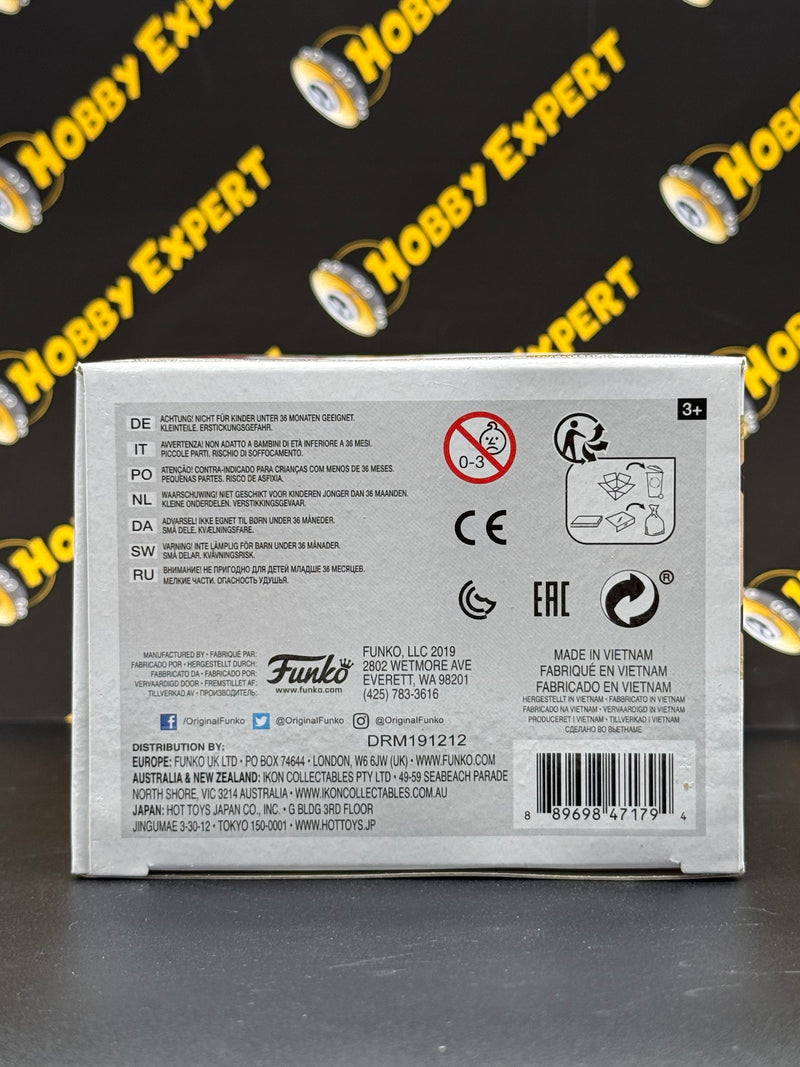 HOBBY EXPERT
HOBBY EXPERT
HOBBY EXPERT
HOBBY EXPERT
3+
DE ACHTUNG! NICHT FÜR KINDER UNTER 36 MONATEN GEEIGNET.
KLEINTEILE. ERSTICKUNGSGEFAHR.
IT AVVERTENZA! NON ADATTO A BAMBINI DI ETÀ INFERIORE A 36 MESI.
PICCOLE PARTI. RISCHIO DI SOFFOCAMENTO.
PO ATENÇÃO! CONTRA-INDICADO PARA CRIANÇAS COM MENOS DE 36 MESES.
PEQUENAS PARTES. RISCO DE ASFIXIA.
NL WAARSCHUWING! NIET GESCHIKT VOOR KINDEREN JONGER DAN 36 MAANDEN.
KLEINE ONDERDELEN. VERSTIKKINGSGEVAAR.
DA ADVARSEL! IKKE EGNET TIL BØRN UNDER 36 MÅNEDER.
SMÅ DELE. KVÆLNINGSFARE.
SW VARNING! INTE LÄMPLIG FÖR BARN UNDER 36 MÅNADER.
SMÅ DELAR. KVÄVNINGSRISK.
RU ВНИМАНИЕ! НЕ ПРИГОДНО ДЛЯ ДЕТЕЙ МЛАДШЕ 36 МЕСЯЦЕВ.
МЕЛКИЕ ЧАСТИ. ОПАСНОСТЬ УДУШЬЯ.
0-3
CE
EAC
®
MANUFACTURED BY • FABRIQUÉ PAR:
FABRICADO POR • HERGESTELLT DURCH:
FABBRICATO DA • FABRICADO POR:
VERVAARDIGD DOOR • FREMSTILLET AF:
TILLVERKAD AV • ПРОИЗВОДИТЕЛЬ:
Funko
www.funko.com
FUNKO, LLC 2019
2802 WETMORE AVE
EVERETT, WA 98201
(425) 783-3616
MADE IN VIETNAM
FABRIQUÉ EN VIETNAM
FABRICADO EN VIETNAM
HERGESTELLT IN VIETNAM • FABBRICATO IN VIETNAM
FABRICADO NA VIETNAM • VERVAARDIGD IN VIETNAM
PRODUCERET I VIETNAM • TILLVERKAD I VIETNAM
СДЕЛАНО ВО ВЬЕТНАМЕ
/OriginalFunko @OriginalFunko @OriginalFunko
DRM191212
DISTRIBUTION BY:
EUROPE: FUNKO UK LTD • PO BOX 74644 • LONDON, W6 6JW (UK) • WWW.FUNKO.COM
AUSTRALIA & NEW ZEALAND: IKON COLLECTABLES PTY LTD • 49-59 SEABEACH PARADE
NORTH SHORE, VIC 3214 AUSTRALIA • WWW.IKONCOLLECTABLES.COM.AU
JAPAN: HOT TOYS JAPAN CO., INC. • G BLDG 3RD FLOOR
JINGUMAE 3-30-12 • TOKYO 150-0001 • WWW.HOTTOYS.JP
8 89698 47179 4